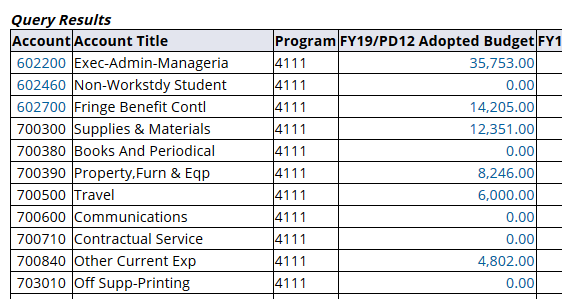 Query Results
Account Account Title Program FY19/PD12 Adopted Budget FY1
602200 Exec-Admin-Manageria 4111 35,753.00
602460 Non-Workstdy Student 4111 0.00
602700 Fringe Benefit Contl 4111 14,205.00
700300 Supplies & Materials 4111 12,351.00
700380 Books And Periodical 4111 0.00
700390 Property,Furn & Eqp 4111 8,246.00
700500 Travel 4111 6,000.00
700600 Communications 4111 0.00
700710 Contractual Service 4111 0.00
700840 Other Current Exp 4111 4,802.00
703010 Off Supp-Printing 4111 0.00